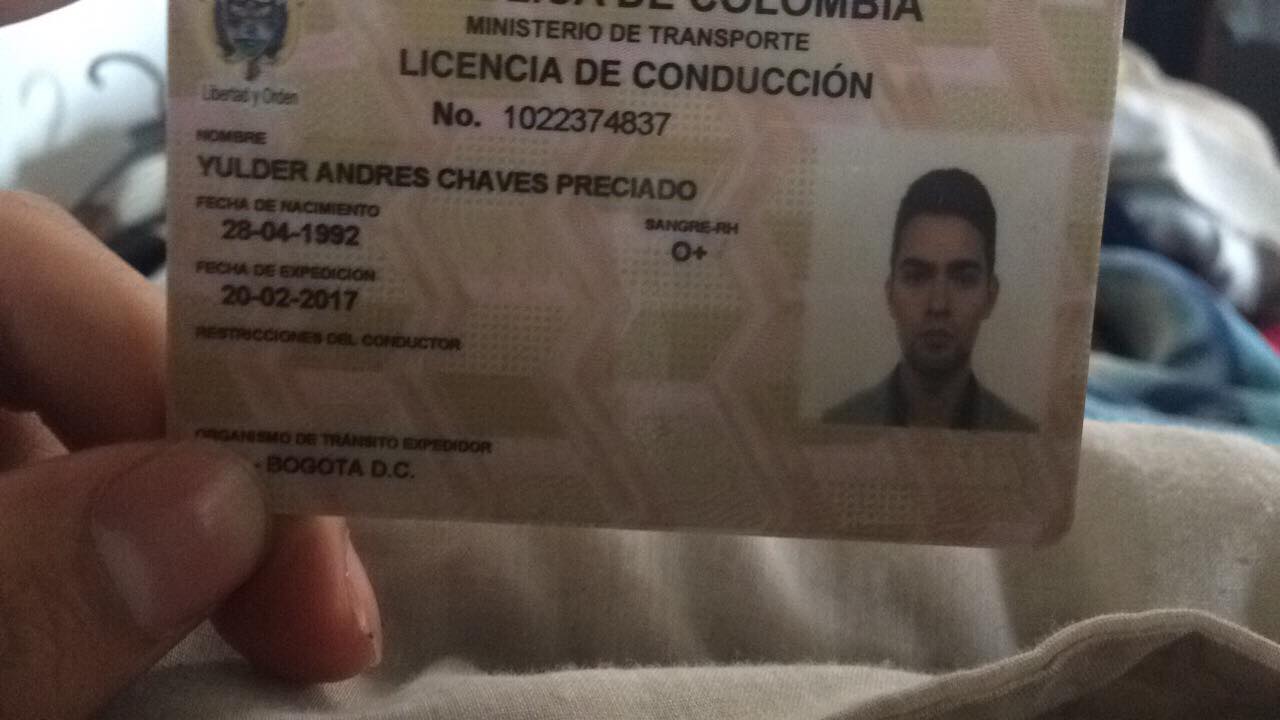 DE COLOMBIA
MINISTERIO DE TRANSPORTE
LICENCIA DE CONDUCCIÓN
Libertad y Orden
No. 1022374837
NOMBRE
YULDER ANDRES CHAVES PRECIADO
FECHA DE NACIMIENTO
28-04-1992
SANGRE-RH
O+
FECHA DE EXPEDICION
20-02-2017
RESTRICCIONES DEL CONDUCTOR
ORGANISMO DE TRÁNSITO EXPEDIDOR
- BOGOTA D.C.